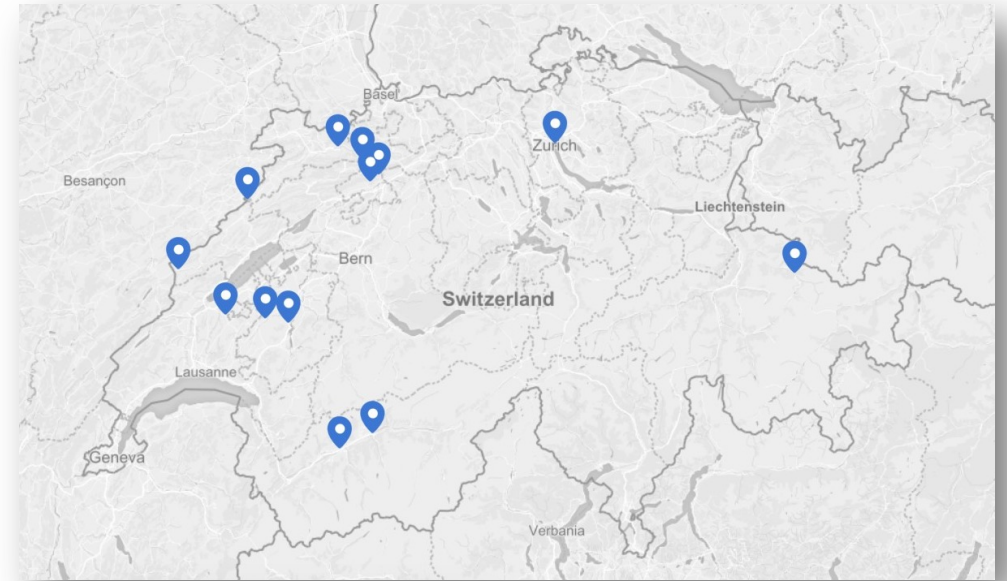 Basel
Zurich
Besançon
Liechtenstein
Bern
Switzerland
Lausanne
Geneva
Verbania